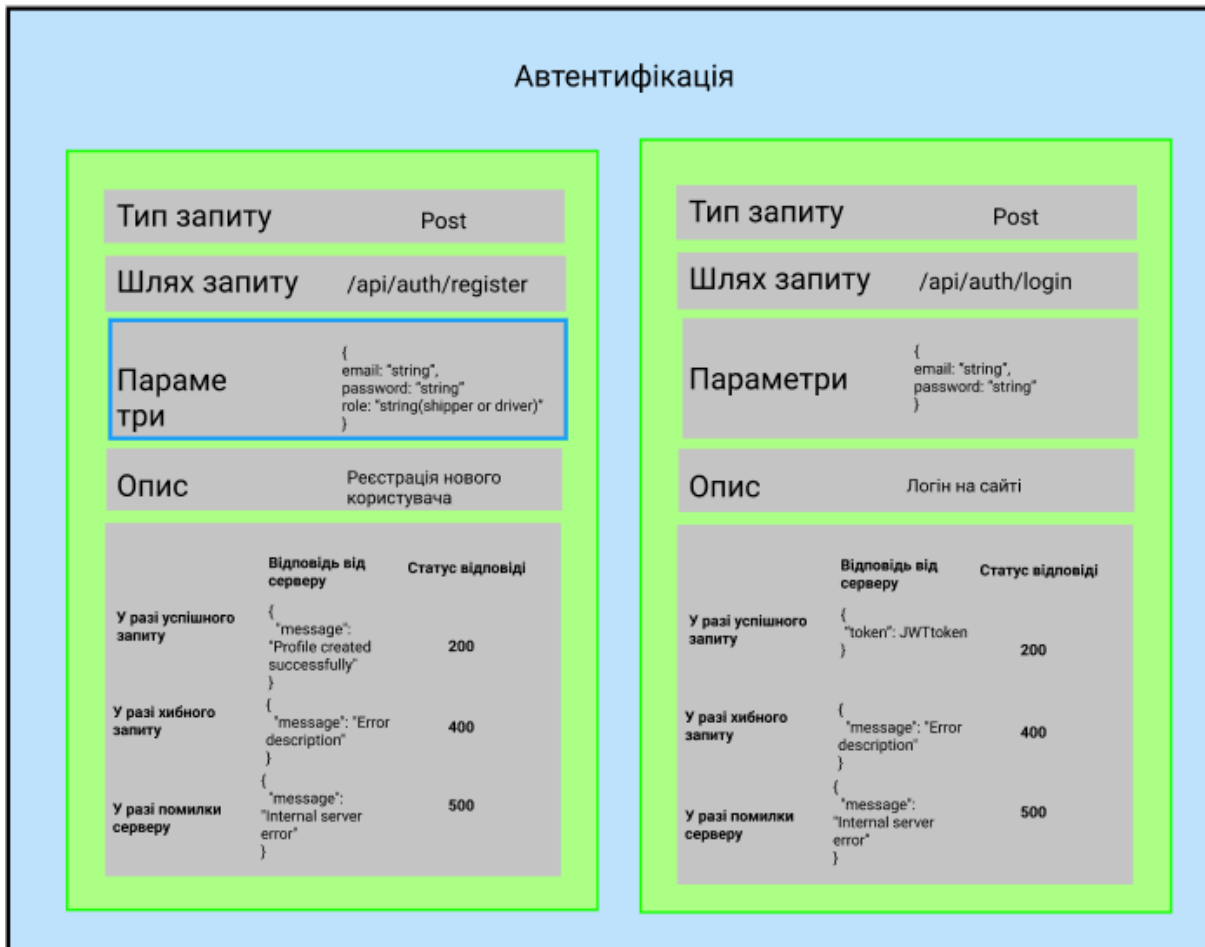 Автентифікація
Тип запиту Post
Шлях запиту /api/auth/register
Параме
три
{
email: "string",
password: "string"
role: "string(shipper or driver)"
}
Опис
Реєстрація нового
користувача
Відповідь від
серверу
Статус відповіді
У разі успішного
запиту
{
"message":
"Profile created
successfully"
}
200
У разі хибного
запиту
{
"message": "Error
description"
}
400
У разі помилки
серверу
{
"message":
"Internal server
error"
}
500
Тип запиту Post
Шлях запиту /api/auth/login
Параметри
{
email: "string",
password: "string"
}
Опис Логін на сайті
Відповідь від
серверу
Статус відповіді
У разі успішного
запиту
{
"token": JWTtoken
}
200
У разі хибного
запиту
{
"message": "Error
description"
}
400
У разі помилки
серверу
{
"message":
"Internal server
error"
}
500